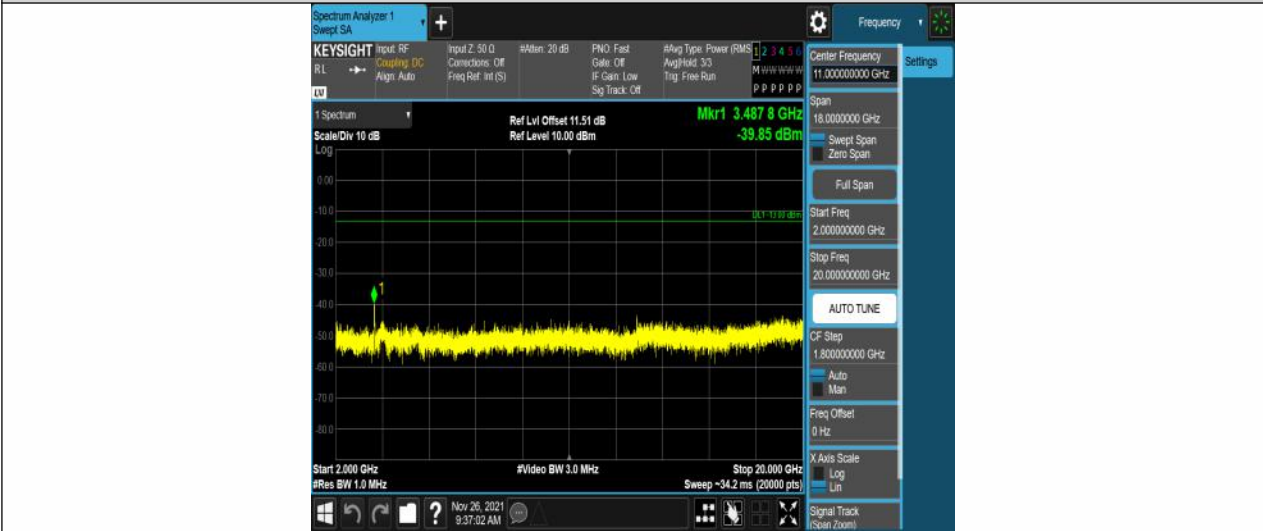 Spectrum Analyzer 1
Swept SA
+
Frequency
KEYSIGHT
RL
LV
Input: RF
Coupling: DC
Align: Auto
Input Z: 50 Ω
Corrections: Off
Freq Ref: Int (S)
#Atten: 20 dB
PNO: Fast
Gate: Off
IF Gain: Low
Sig Track: Off
#Avg Type: Power (RMS
Avg|Hold: 3/3
Trig: Free Run
1 2 3 4 5 6
M W W W W W
P P P P P P
1 Spectrum
Scale/Div 10 dB
Log
Ref Lvl Offset 11.51 dB
Ref Level 10.00 dBm
Mkr1 3.487 8 GHz
-39.85 dBm
0.00
-10.0
DL1 -13.00 dBm
-20.0
-30.0
1
-40.0
-50.0
-60.0
-70.0
-80.0
Start 2.000 GHz
#Video BW 3.0 MHz
Stop 20.000 GHz
#Res BW 1.0 MHz
Sweep ~34.2 ms (20000 pts)
?
Nov 26, 2021
9:37:02 AM
Center Frequency
11.000000000 GHz
Settings
Span
18.0000000 GHz
Swept Span
Zero Span
Full Span
Start Freq
2.000000000 GHz
Stop Freq
20.000000000 GHz
AUTO TUNE
CF Step
1.800000000 GHz
Auto
Man
Freq Offset
0 Hz
X Axis Scale
Log
Lin
Signal Track
(Span Zoom)